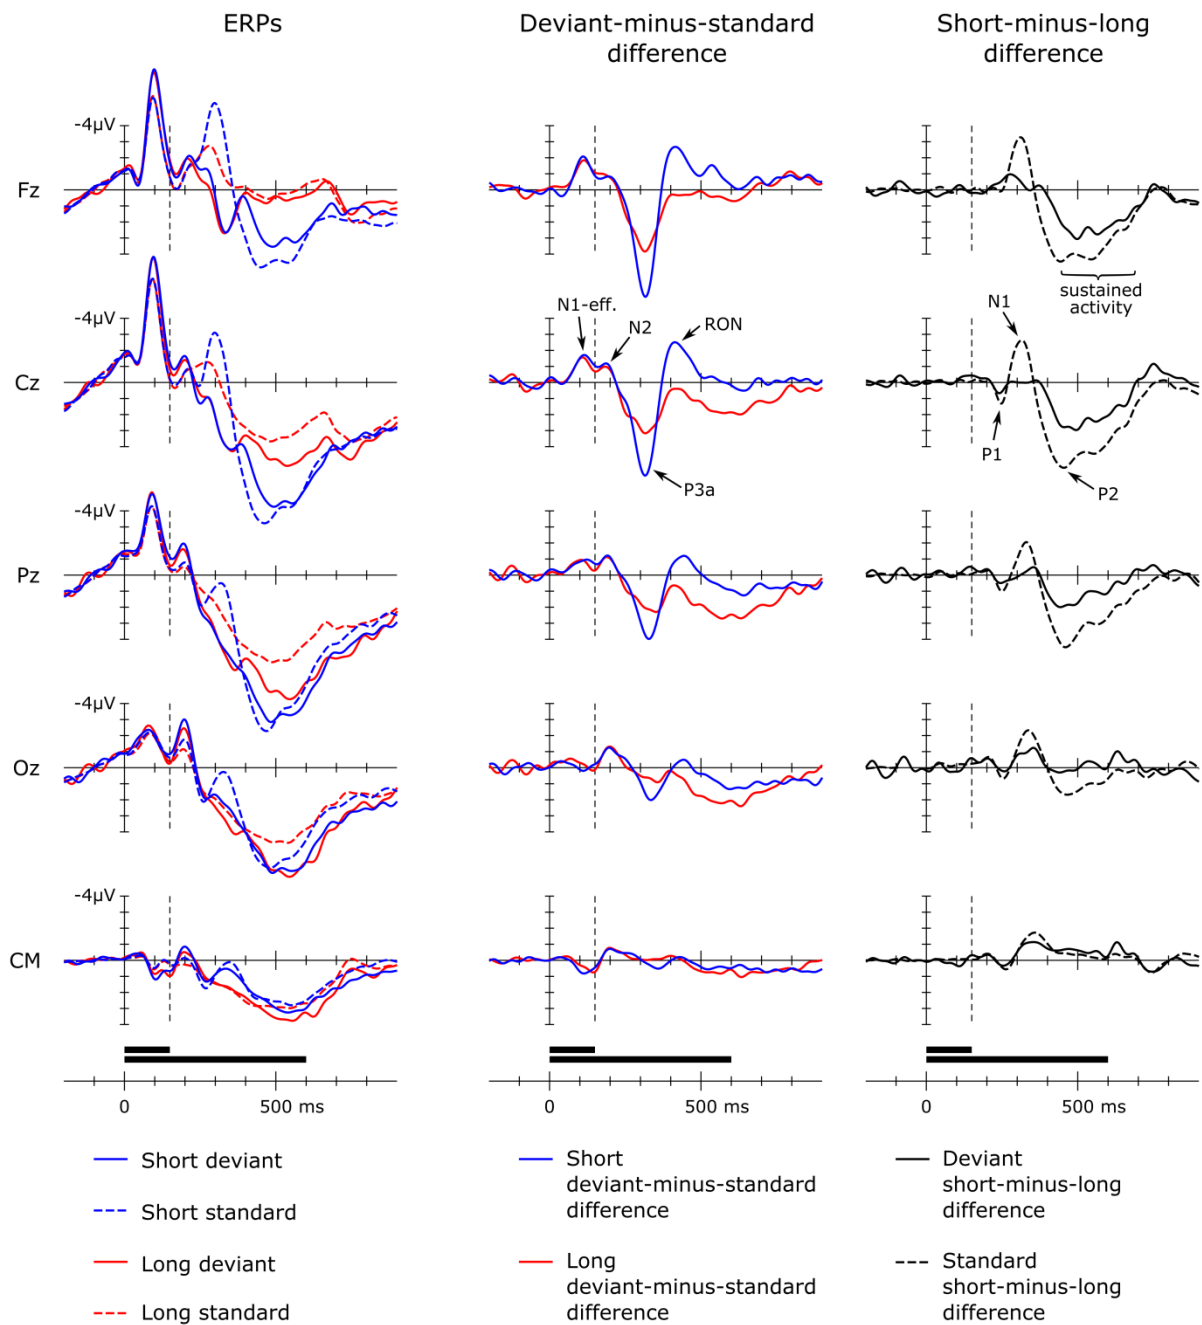 ERPs
Deviant-minus-standard
difference
Short-minus-long
difference
-4µV
Fz
sustained
activity
-4µV
Cz
N1-eff.
N2
RON
P3a
N1
P1
P2
-4µV
Pz
-4µV
Oz
-4µV
CM
0
500 ms
0
500 ms
0
500 ms
Short deviant
Short standard
Long deviant
Long standard
Short
deviant-minus-standard
difference
Long
deviant-minus-standard
difference
Deviant
short-minus-long
difference
Standard
short-minus-long
difference